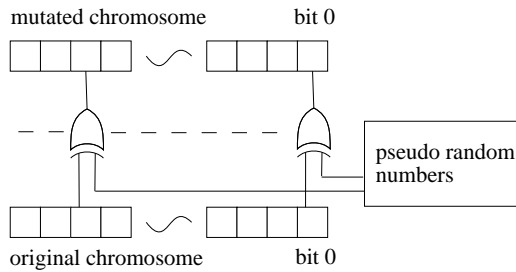 mutated chromosome bit 0
pseudo random
numbers
original chromosome bit 0